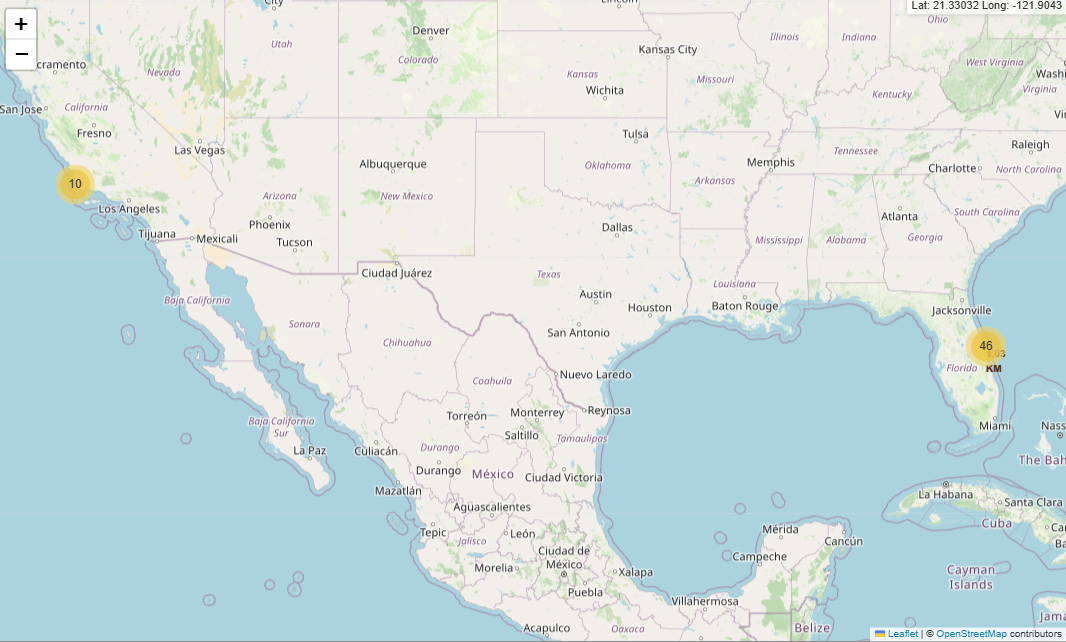 City
Lincoln
Lat: 21.33032 Long: -121.9043
+
−
Denver
Utah
Colorado
Kansas City
Illinois
Indiana
Ohio
cramento
Nevada
Kansas
Missouri
West Virginia
Washi
Wichita
Kentucky
Virginia
San Jose
California
Fresno
Tulsa
Raleigh
Las Vegas
Albuquerque
Oklahoma
Memphis
Tennessee
Charlotte
North Carolina
10
Arizona
New Mexico
Arkansas
Los Angeles
Phoenix
Dallas
Atlanta
South Carolina
Tijuana
Mexicali
Tucson
Mississippi
Alabama
Georgia
Ciudad Juárez
Texas
Louisiana
Baja California
Austin
Houston
Baton Rouge
Jacksonville
Sonora
San Antonio
Chihuahua
46
Florida
KM
Coahuila
Nuevo Laredo
Torreón
Monterrey
Reynosa
Baja California
Sur
Saltillo
Tamaulipas
Miami
Nass
La Paz
Culiacán
Durango
The Bah
Durango
México
Ciudad Victoria
Mazatlán
La Habana
Santa Clara
Aguascalientes
Cuba
Tepic
León
Mérida
Jalisco
Ciudad de
México
Cancún
Campeche
Morelia
Xalapa
Cayman
Islands
Puebla
Villahermosa
Acapulco
Oaxaca
Belize
Jama
Leaflet | © OpenStreetMap contributors